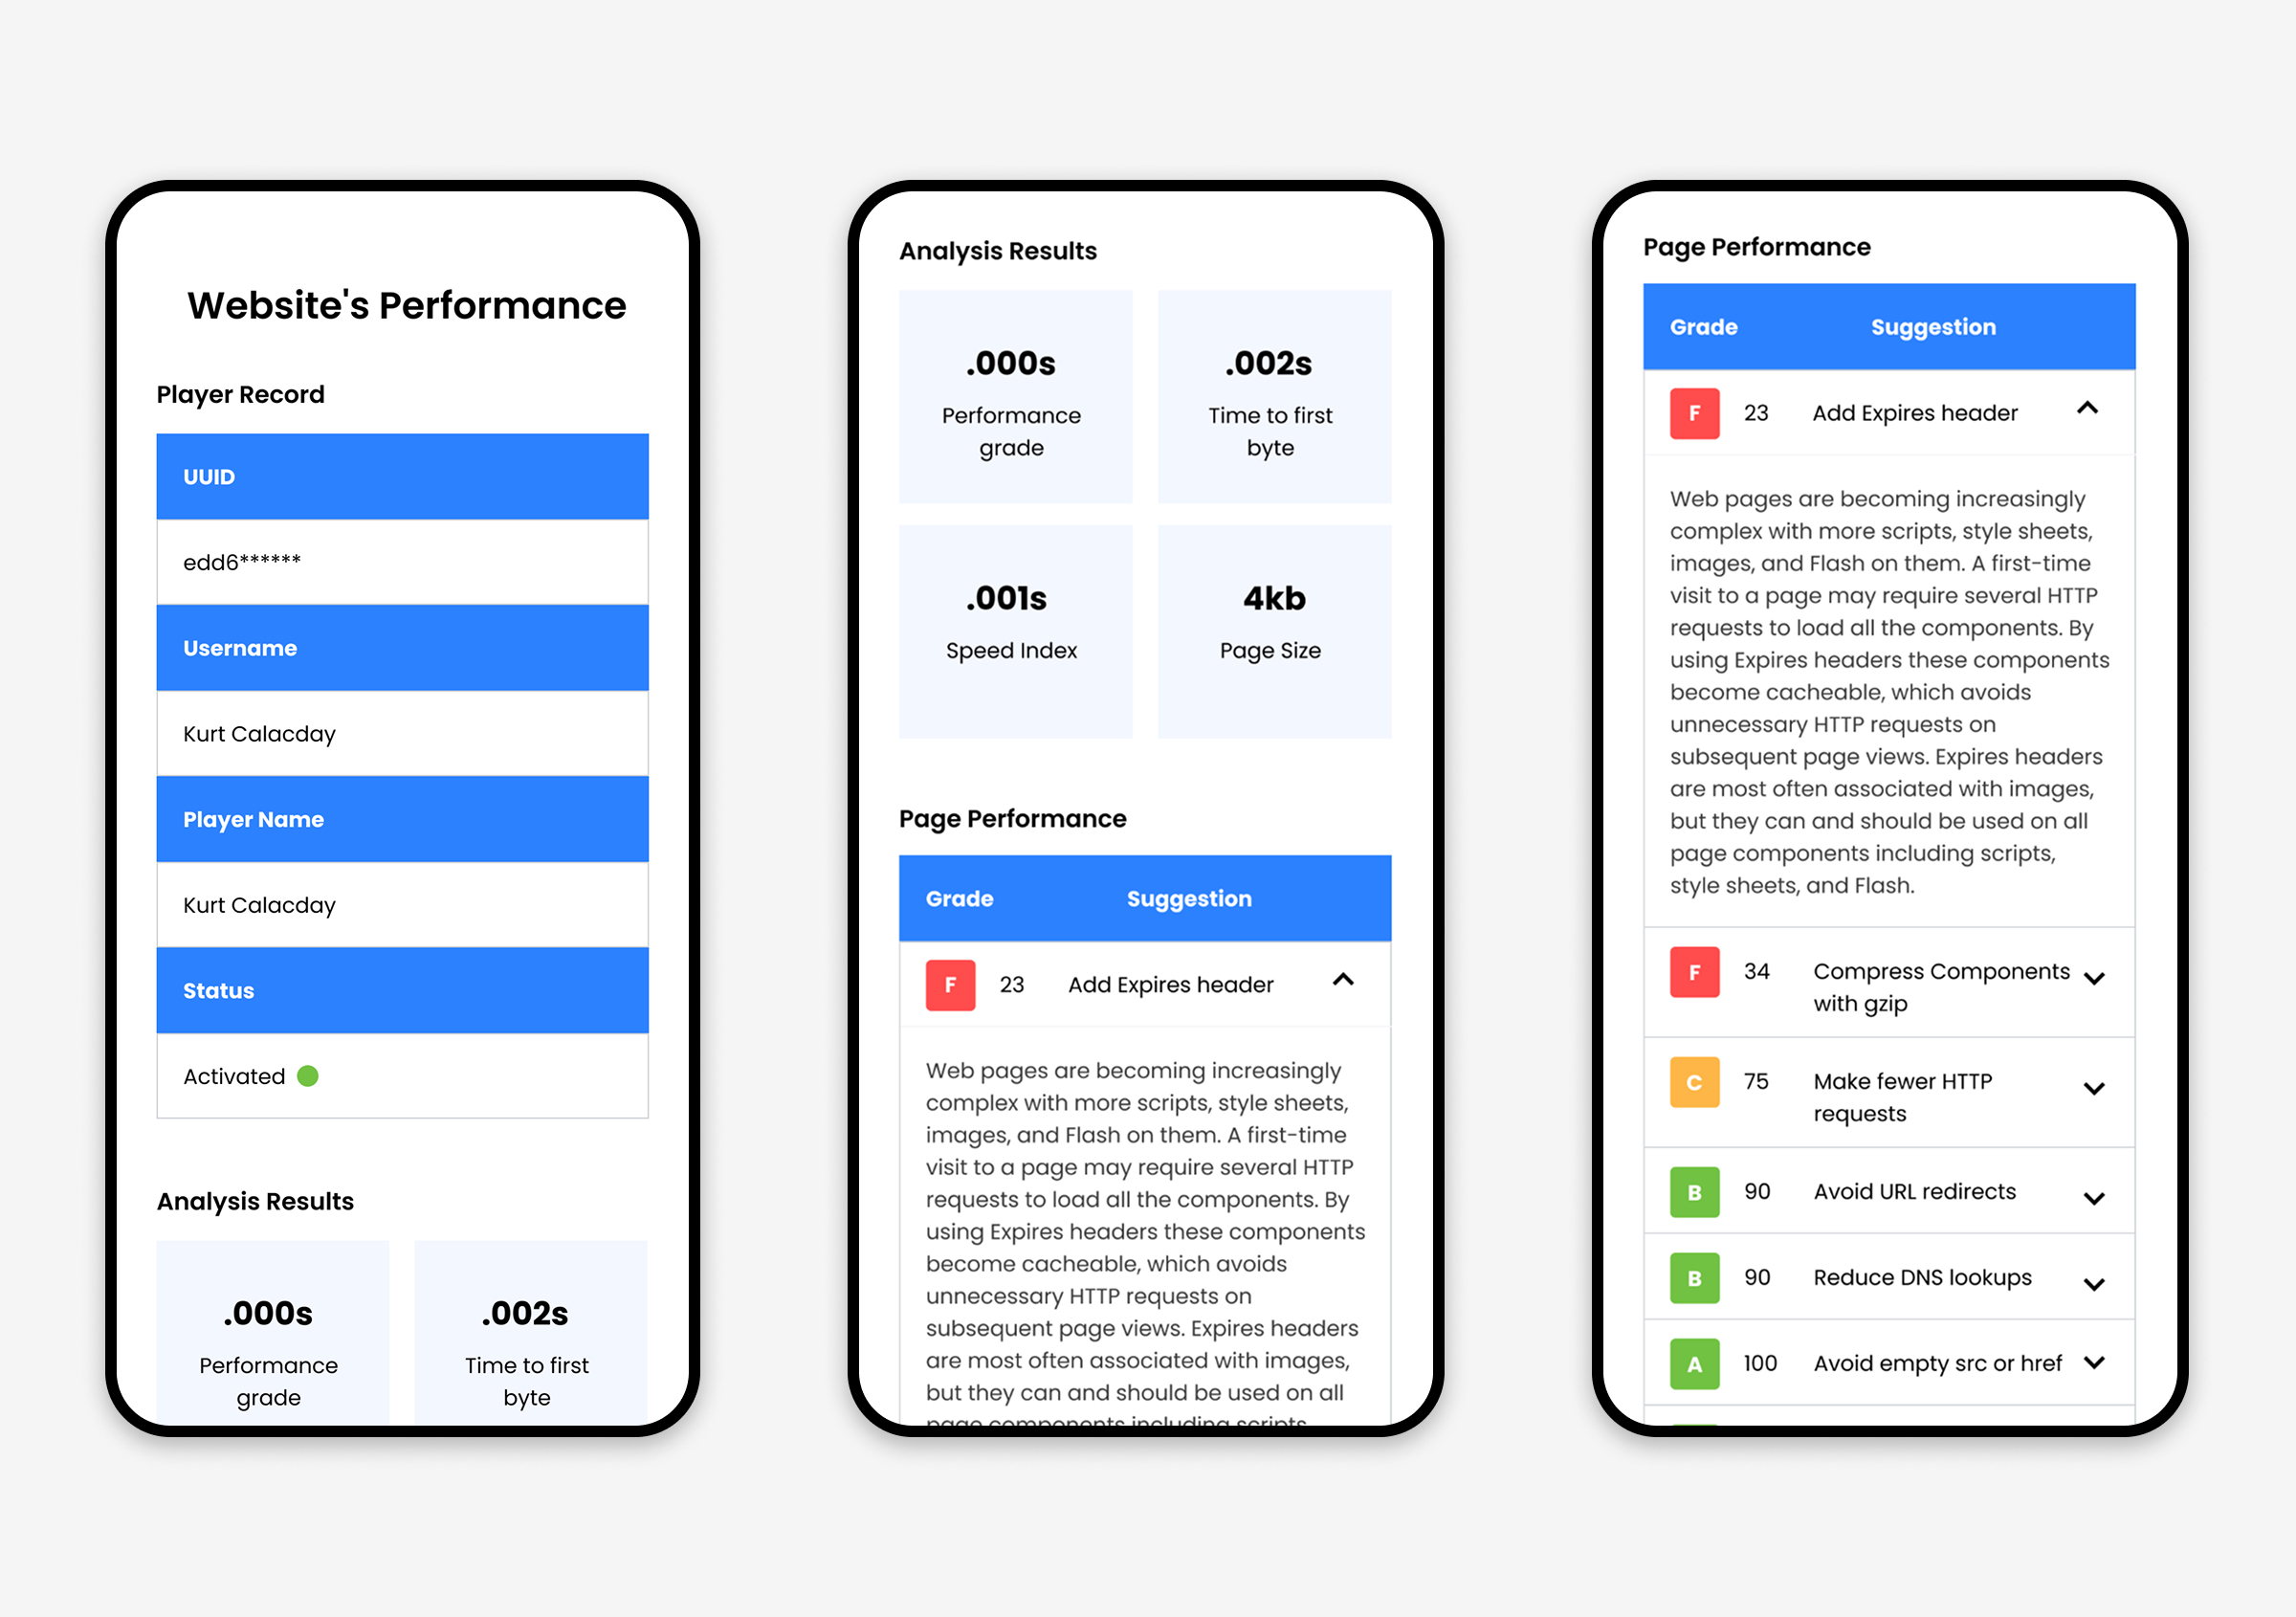 Website's Performance
Player Record
UUID
edd6******
Username
Kurt Calacday
Player Name
Kurt Calacday
Status
Activated
Analysis Results
.000s
Performance
grade
.002s
Time to first
byte
Analysis Results
.000s
Performance
grade
.002s
Time to first
byte
.001s
Speed Index
4kb
Page Size
Page Performance
Grade Suggestion
F 23 Add Expires header
Web pages are becoming increasingly
complex with more scripts, style sheets,
images, and Flash on them. A first-time
visit to a page may require several HTTP
requests to load all the components. By
using Expires headers these components
become cacheable, which avoids
unnecessary HTTP requests on
subsequent page views. Expires headers
are most often associated with images,
but they can and should be used on all
page components including scripts,
Page Performance
Grade Suggestion
F 23 Add Expires header
Web pages are becoming increasingly
complex with more scripts, style sheets,
images, and Flash on them. A first-time
visit to a page may require several HTTP
requests to load all the components. By
using Expires headers these components
become cacheable, which avoids
unnecessary HTTP requests on
subsequent page views. Expires headers
are most often associated with images,
but they can and should be used on all
page components including scripts,
style sheets, and Flash.
F 34 Compress Components
with gzip
C 75 Make fewer HTTP
requests
B 90 Avoid URL redirects
B 90 Reduce DNS lookups
A 100 Avoid empty src or href